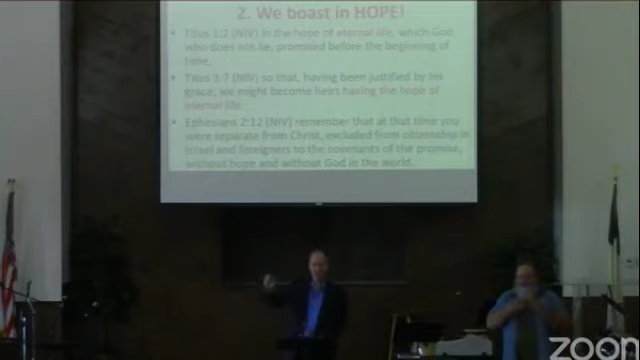 2. We boast in HOPE!
• Titus 1:2 (NIV) in the hope of eternal life, which God
who does not lie, promised before the beginning of
time,
• Titus 3:7 (NIV) so that, having been justified by his
grace, we might become heirs having the hope of
eternal life.
• Ephesians 2:12 (NIV) remember that at that time you
were separate from Christ, excluded from citizenship in
Israel and foreigners to the covenants of the promise,
without hope and without God in the world.
zoom